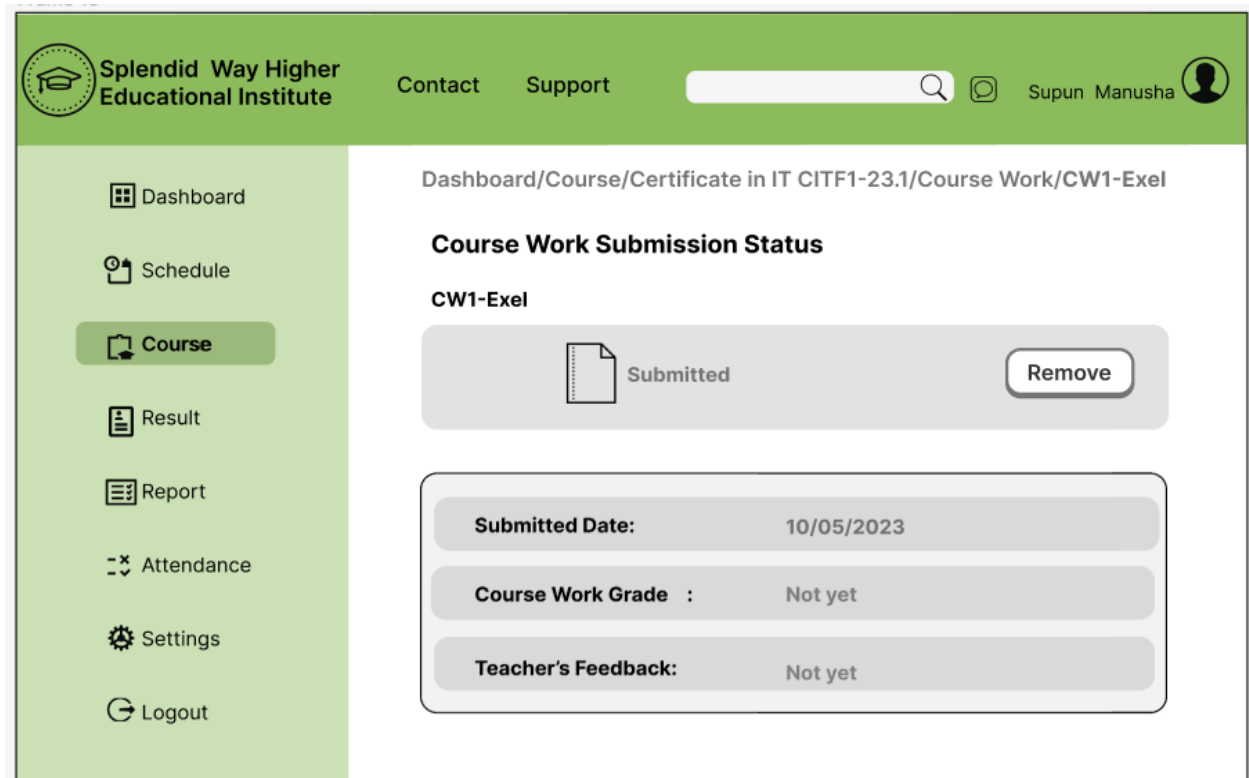 Splendid Way Higher
Educational Institute
Contact
Support
Supun Manusha
Dashboard
Schedule
Course
Result
Report
Attendance
Settings
Logout
Dashboard/Course/Certificate in IT CITF1-23.1/Course Work/CW1-Exel
Course Work Submission Status
CW1-Exel
Submitted
Remove
Submitted Date: 10/05/2023
Course Work Grade : Not yet
Teacher's Feedback: Not yet